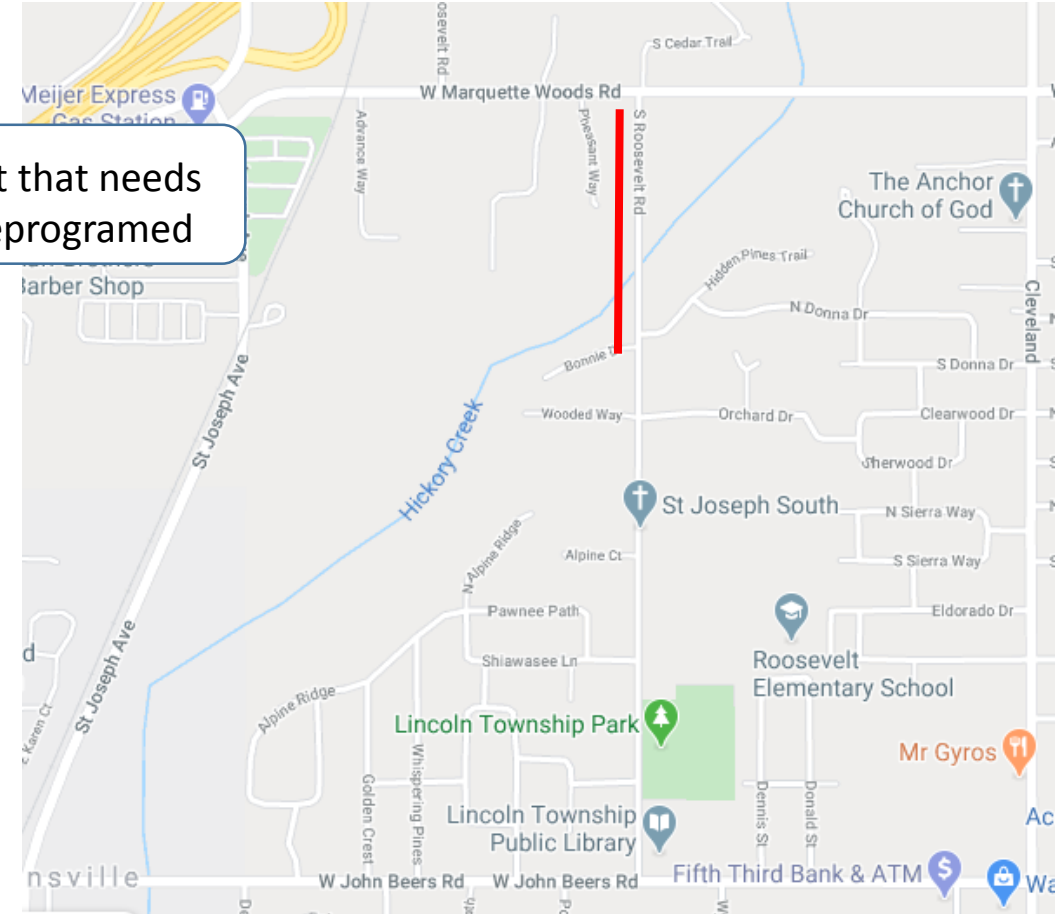 osevelt Rd
S Cedar Trail
Meijer Express
Gas Station
W Marquette Woods Rd
Advance Way
Pheasant Way
S Roosevelt Rd
t that needs
eprogramed
The Anchor
Church of God
Barber Shop
Hidden Pines Trail
N Donna Dr
Cleveland
Bonnie
S Donna Dr
St Joseph Ave
Wooded Way
Orchard Dr
Clearwood Dr
Hickory Creek
Sherwood Dr
St Joseph South
N Sierra Way
N Alpine Ridge
Alpine Ct
S Sierra Way
Pawnee Path
Eldorado Dr
St Joseph Ave
d
Shiawasee Ln
Roosevelt
Elementary School
Karen Ct
Alpine Ridge
Lincoln Township Park
Mr Gyros
Golden Crest
Whispering Pines
Dennis St
Donald St
Lincoln Township
Public Library
Ac
Fifth Third Bank & ATM
Wa
nsville
W John Beers Rd
W John Beers Rd